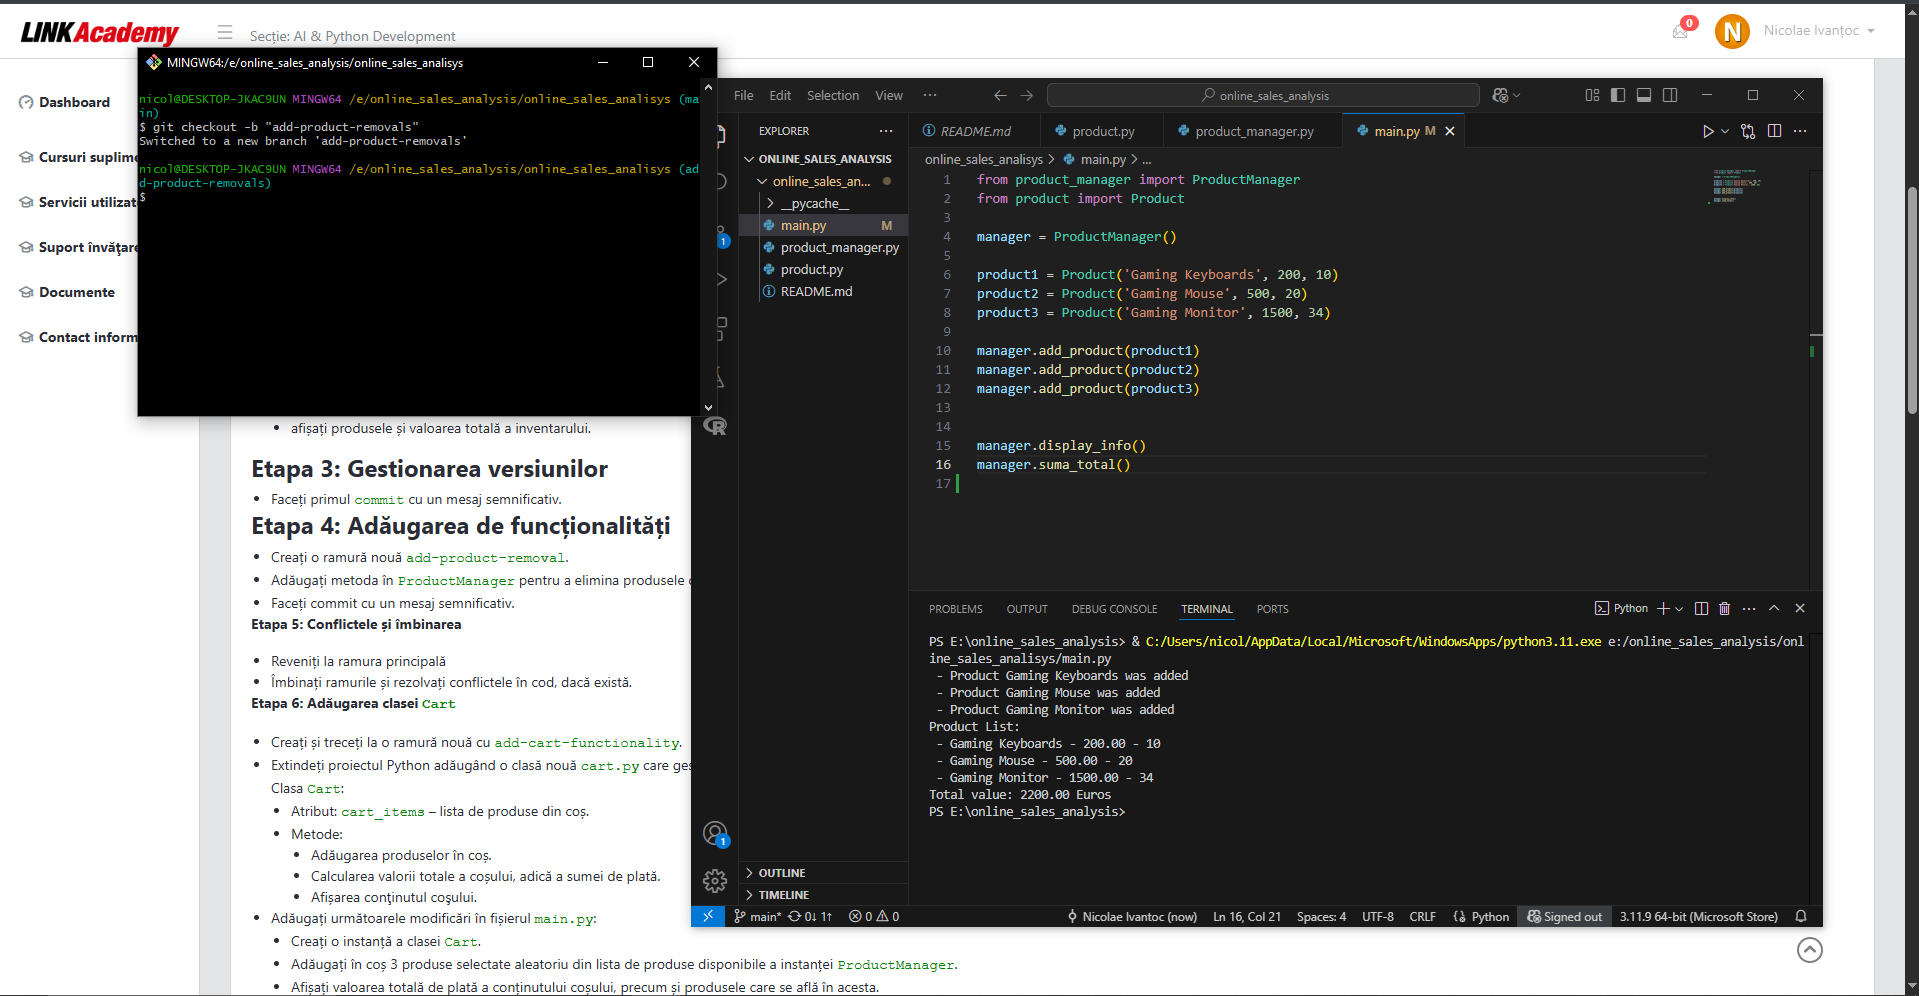 LINKAcademy
Secție: AI & Python Development
0
N
Nicolae Ivanțoc
Dashboard
Cursuri suplime
Servicii utilizat
Suport învățare
Documente
Contact inform
MINGW64:/e/online_sales_analysis/online_sales_analisys
nicol@DESKTOP-JKAC9UN MINGW64 /e/online_sales_analysis/online_sales_analisys (ma
in)
$ git checkout -b "add-product-removals"
Switched to a new branch 'add-product-removals'
nicol@DESKTOP-JKAC9UN MINGW64 /e/online_sales_analysis/online_sales_analisys (ad
d-product-removals)
$
afișați produsele și valoarea totală a inventarului.
Etapa 3: Gestionarea versiunilor
Faceți primul commit cu un mesaj semnificativ.
Etapa 4: Adăugarea de funcționalități
Creați o ramură nouă add-product-removal.
Adăugați metoda în ProductManager pentru a elimina produsele
Faceți commit cu un mesaj semnificativ.
Etapa 5: Conflictele și îmbinarea
Reveniți la ramura principală
Îmbinați ramurile și rezolvați conflictele în cod, dacă există.
Etapa 6: Adăugarea clasei Cart
Creați și treceți la o ramură nouă cu add-cart-functionality.
Extindeți proiectul Python adăugând o clasă nouă cart.py care ges
Clasa Cart:
Atribut: cart_items – lista de produse din coș.
Metode:
Adăugarea produselor în coș.
Calcularea valorii totale a coșului, adică a sumei de plată.
Afișarea conținutul coșului.
Adăugați următoarele modificări în fișierul main.py:
Creați o instanță a clasei Cart.
Adăugați în coș 3 produse selectate aleatoriu din lista de produse disponibile a instanței ProductManager.
Afișați valoarea totală de plată a conținutului coșului, precum și produsele care se află în acesta.
File Edit Selection View
online_sales_analysis
EXPLORER
ONLINE_SALES_ANALYSIS
online_sales_an...
__pycache__
main.py M
product_manager.py
product.py
README.md
1
1
OUTLINE
TIMELINE
README.md product.py product_manager.py main.py M
online_sales_analisys > main.py > ...
1 from product_manager import ProductManager
2 from product import Product
3
4 manager = ProductManager()
5
6 product1 = Product('Gaming Keyboards', 200, 10)
7 product2 = Product('Gaming Mouse', 500, 20)
8 product3 = Product('Gaming Monitor', 1500, 34)
9
10 manager.add_product(product1)
11 manager.add_product(product2)
12 manager.add_product(product3)
13
14
15 manager.display_info()
16 manager.suma_total()
17
PROBLEMS OUTPUT DEBUG CONSOLE TERMINAL PORTS
Python
PS E:\online_sales_analysis> & C:/Users/nicol/AppData/Local/Microsoft/WindowsApps/python3.11.exe e:/online_sales_analysis/onl
ine_sales_analisys/main.py
- Product Gaming Keyboards was added
- Product Gaming Mouse was added
- Product Gaming Monitor was added
Product List:
- Gaming Keyboards - 200.00 - 10
- Gaming Mouse - 500.00 - 20
- Gaming Monitor - 1500.00 - 34
Total value: 2200.00 Euros
PS E:\online_sales_analysis>
main* 0↓ 1↑ 0 0 Nicolae Ivantoc (now) Ln 16, Col 21 Spaces: 4 UTF-8 CRLF Python Signed out 3.11.9 64-bit (Microsoft Store)